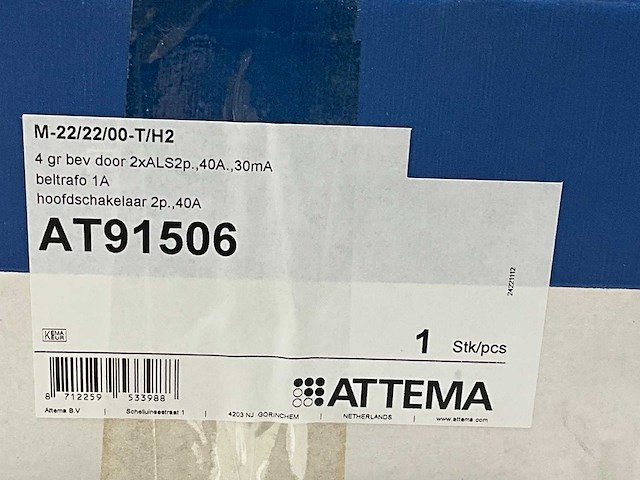 M-22/22/00-T/H2
4 gr bev door 2xALS2p.,40A.,30mA
beltrafo 1A
hoofdschakelaar 2p.,40A
AT91506
24221112
KEMA KEUR
1 Stk/pcs
8 712259 533988
ATTEMA
Attema B.V | Schelluinsestraat 1 | 4203 NJ GORINCHEM | NETHERLANDS | www.attema.com